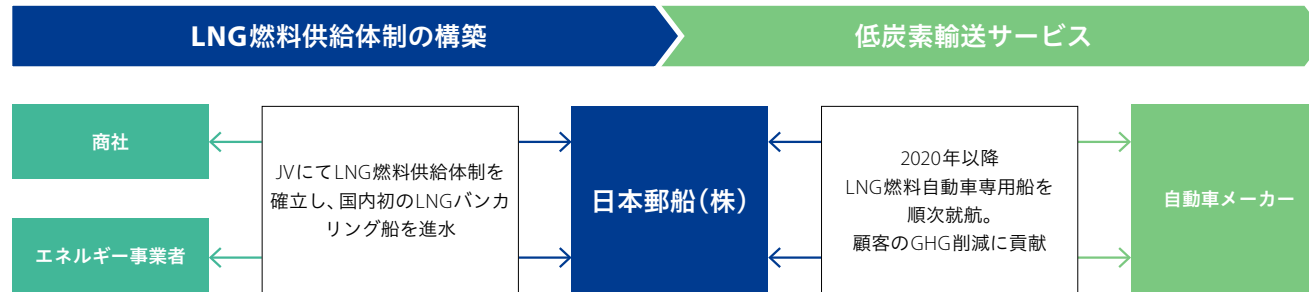 LNG燃料供給体制の構築
低炭素輸送サービス
商社
エネルギー事業者
JVにてLNG燃料供給体制を
確立し、国内初のLNGバンカ
リング船を進水
日本郵船(株)
2020年以降
LNG燃料自動車専用船を
順次就航。
顧客のGHG削減に貢献
自動車メーカー